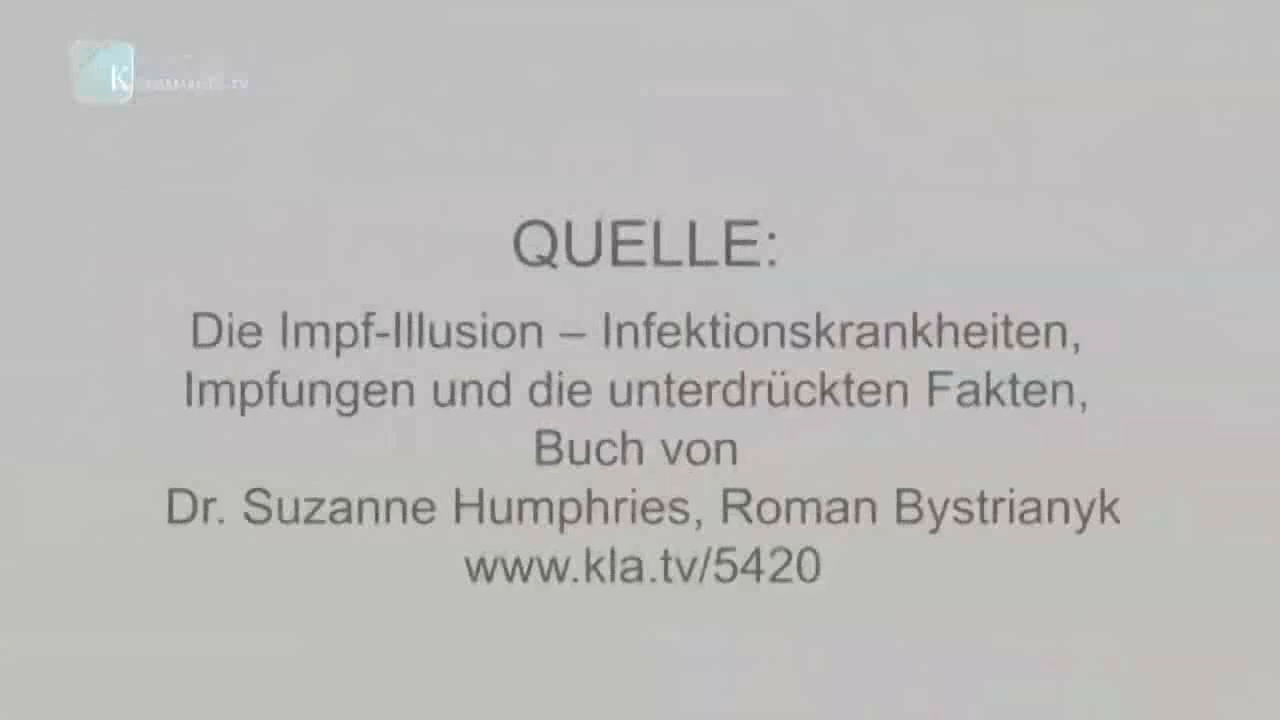 K
QUELLE:
Die Impf-Illusion – Infektionskrankheiten,
Impfungen und die unterdrückten Fakten,
Buch von
Dr. Suzanne Humphries, Roman Bystrianyk
www.kla.tv/5420